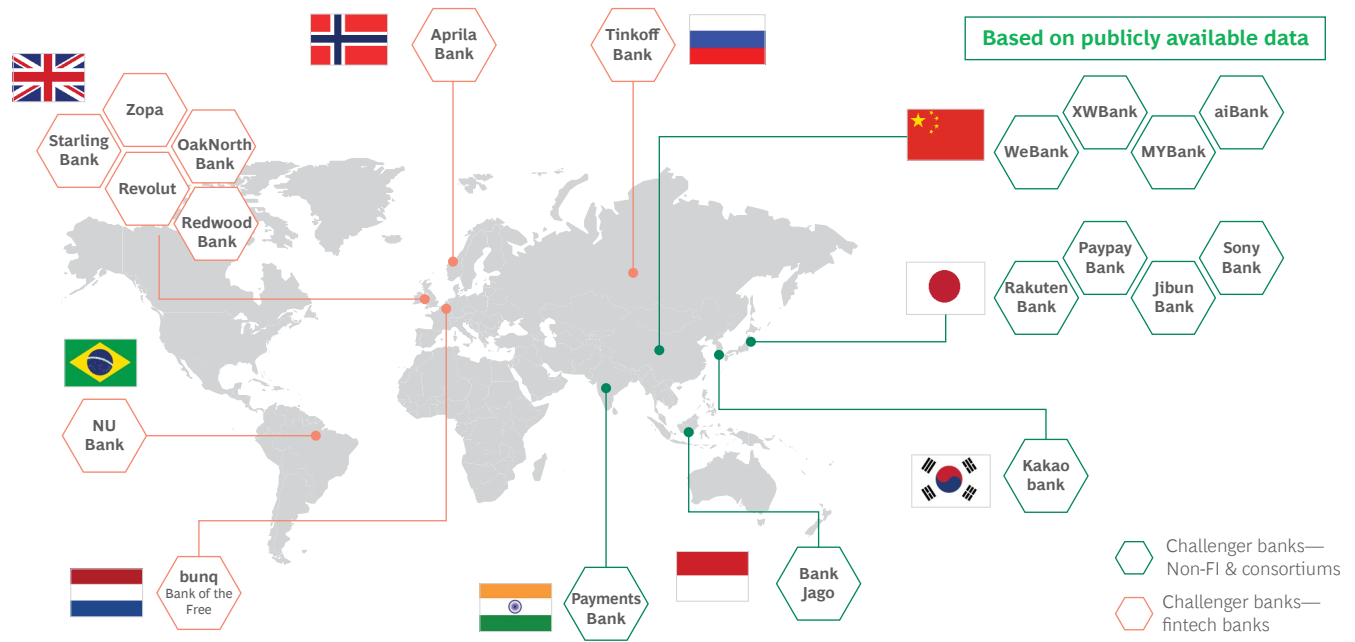 Based on publicly available data
Aprila
Bank
Tinkoff
Bank
Zopa
Starling
Bank
OakNorth
Bank
Revolut
Redwood
Bank
XWBank
aiBank
WeBank
MYBank
Paypay
Bank
Sony
Bank
Rakuten
Bank
Jibun
Bank
NU
Bank
Kakao
bank
bunq
Bank of the
Free
Payments
Bank
Bank
Jago
Challenger banks—
Non-FI & consortiums
Challenger banks—
fintech banks